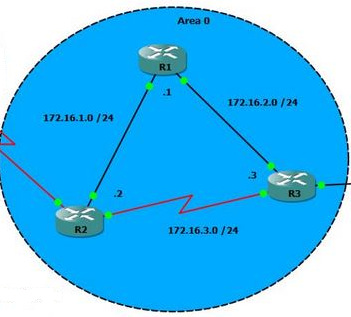 Area 0
R1
.1
172.16.1.0 /24
172.16.2.0 /24
.2
.3
R2
R3
172.16.3.0 /24